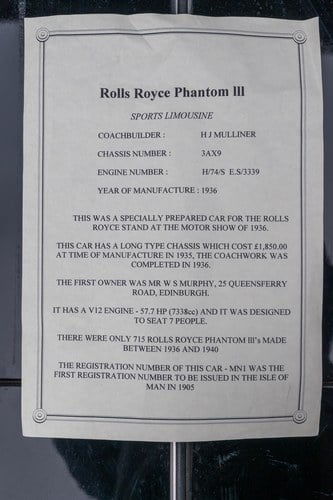 Rolls Royce Phantom lll
SPORTS LIMOUSINE
COACHBUILDER : H J MULLINER
CHASSIS NUMBER : 3AX9
ENGINE NUMBER : H/74/S E.S/3339
YEAR OF MANUFACTURE : 1936
THIS WAS A SPECIALLY PREPARED CAR FOR THE ROLLS
ROYCE STAND AT THE MOTOR SHOW OF 1936.
THIS CAR HAS A LONG TYPE CHASSIS WHICH COST £1,850.00
AT TIME OF MANUFACTURE IN 1935, THE COACHWORK WAS
COMPLETED IN 1936.
THE FIRST OWNER WAS MR W S MURPHY, 25 QUEENSFERRY
ROAD, EDINBURGH.
IT HAS A V12 ENGINE - 57.7 HP (7338cc) AND IT WAS DESIGNED
TO SEAT 7 PEOPLE.
THERE WERE ONLY 715 ROLLS ROYCE PHANTOM lll's MADE
BETWEEN 1936 AND 1940
THE REGISTRATION NUMBER OF THIS CAR - MN1 WAS THE
FIRST REGISTRATION NUMBER TO BE ISSUED IN THE ISLE OF
MAN IN 1905